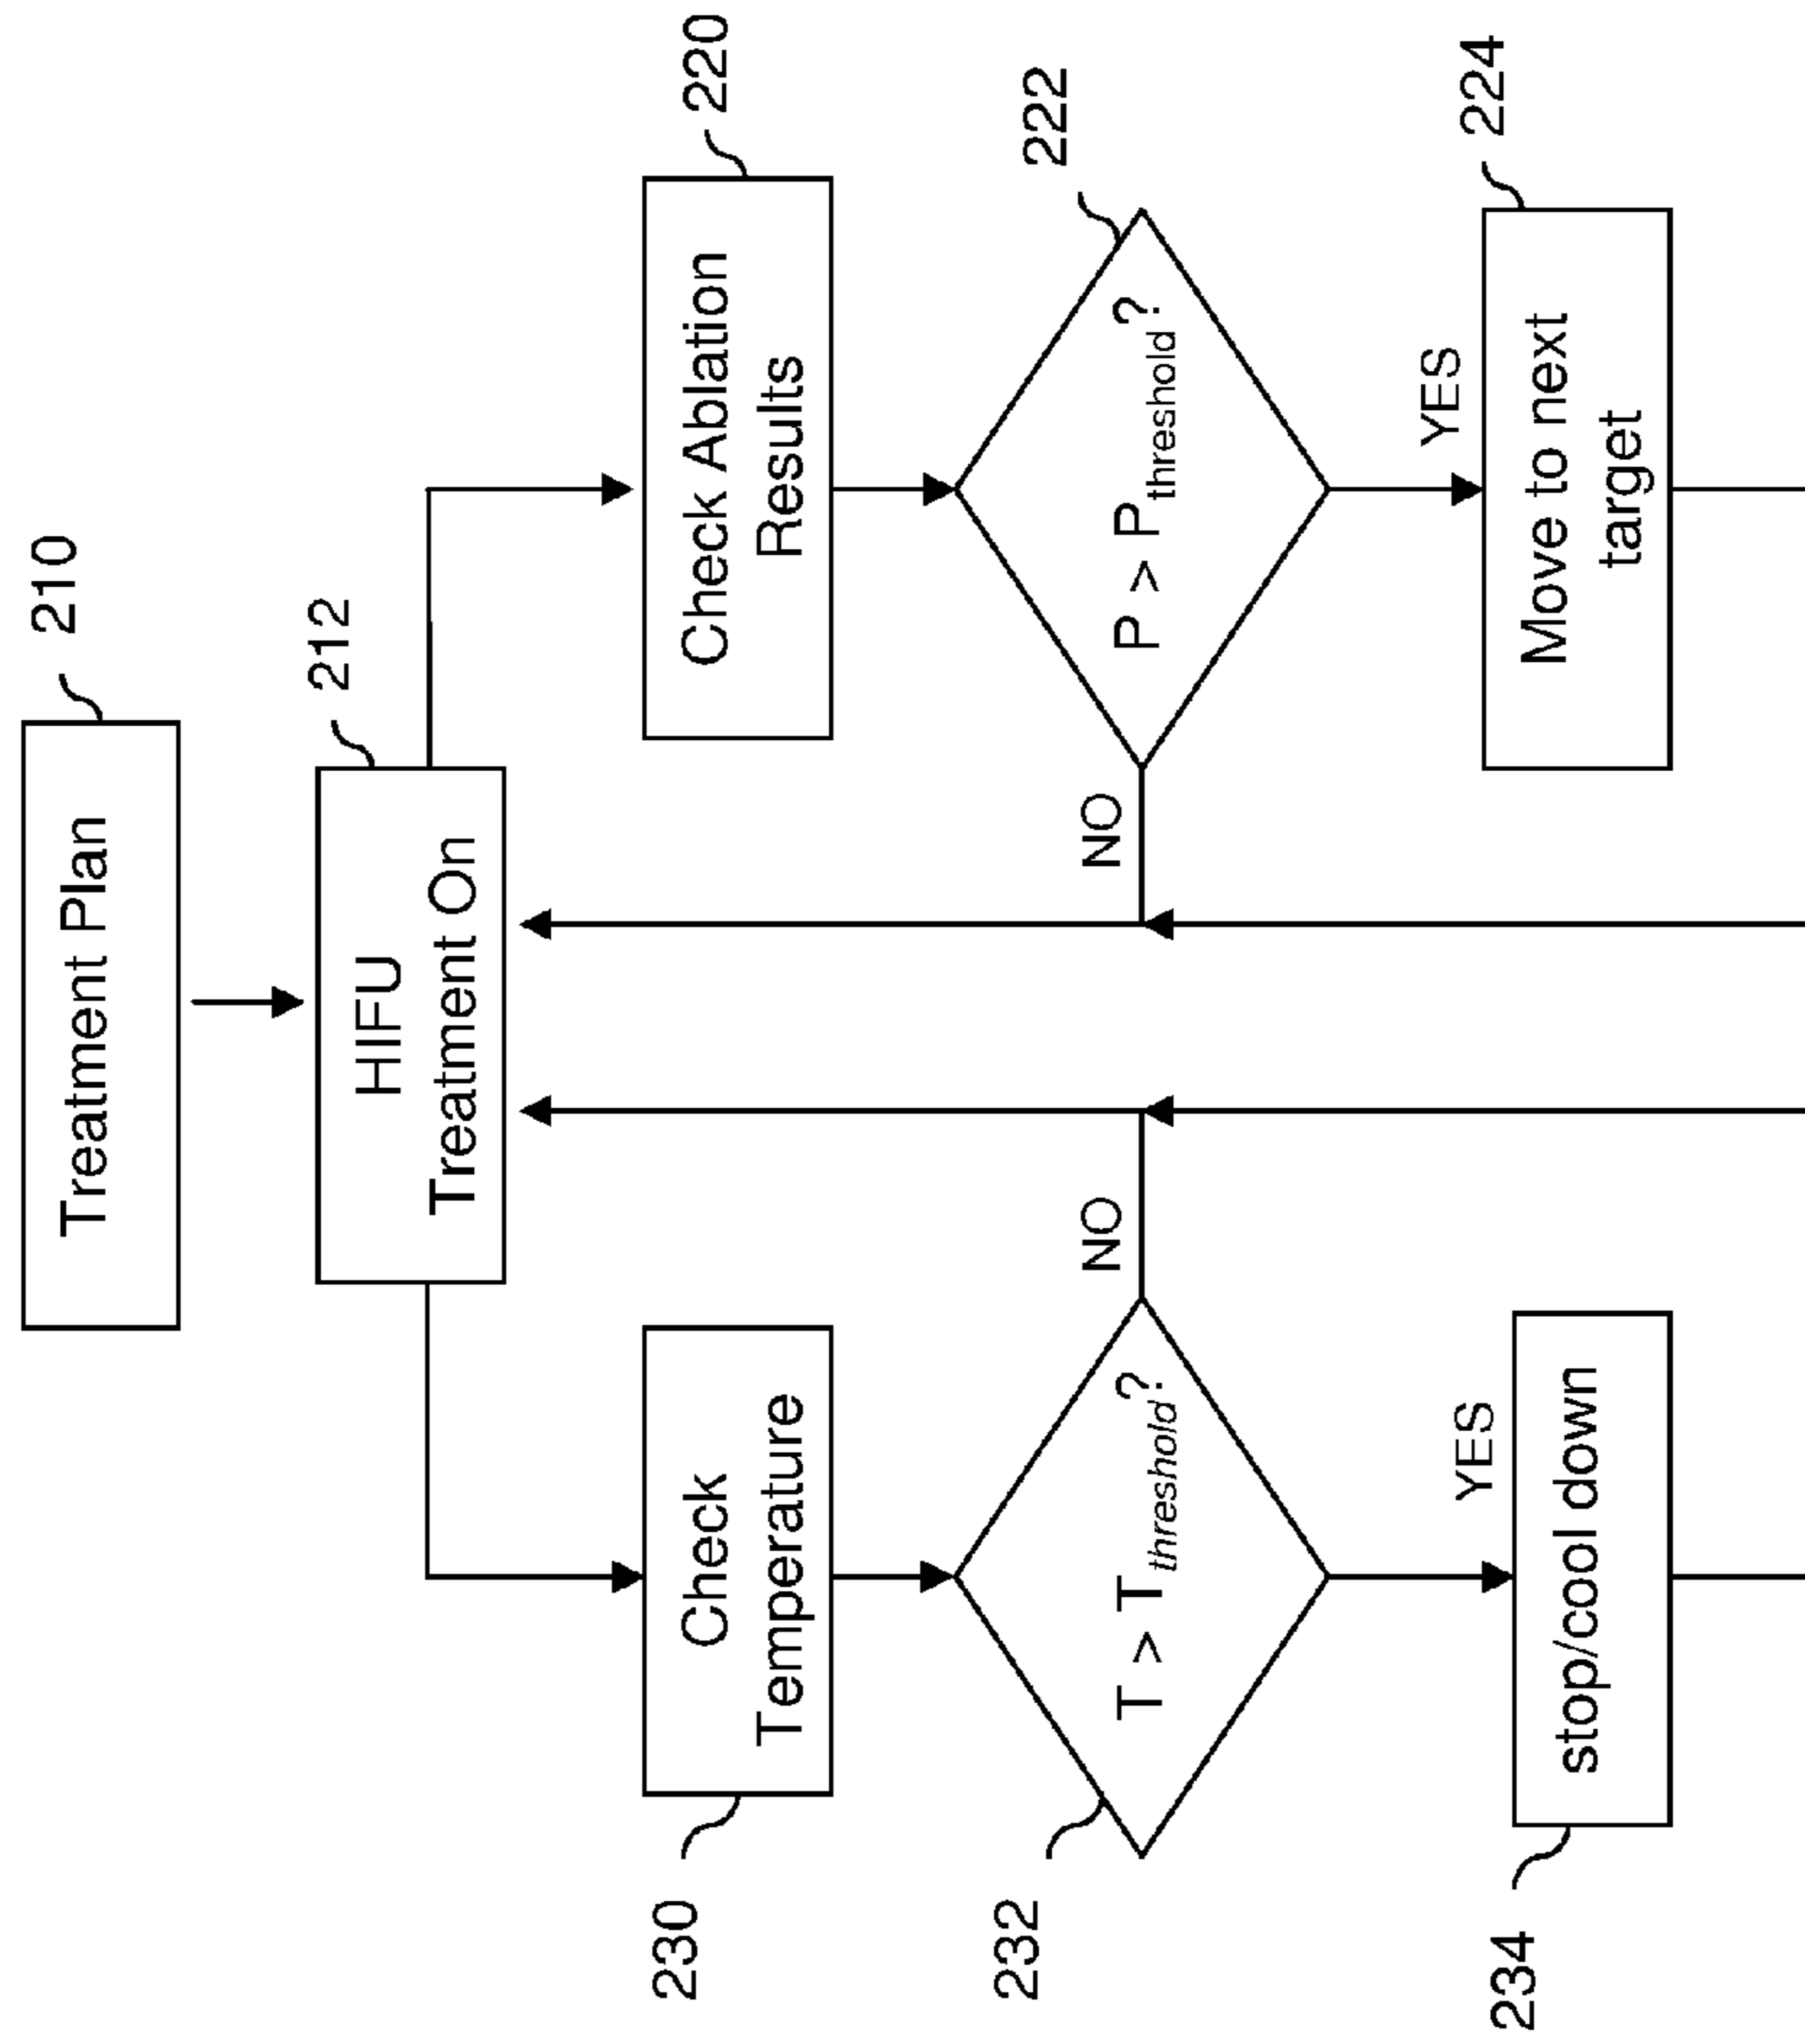 210
Treatment Plan
212
HIFU
Treatment On
230
Check
Temperature
220
Check Ablation
Results
232
T > Tthreshold?
NO
222
P > Pthreshold?
NO
YES
YES
234
stop/cool down
224
Move to next
target